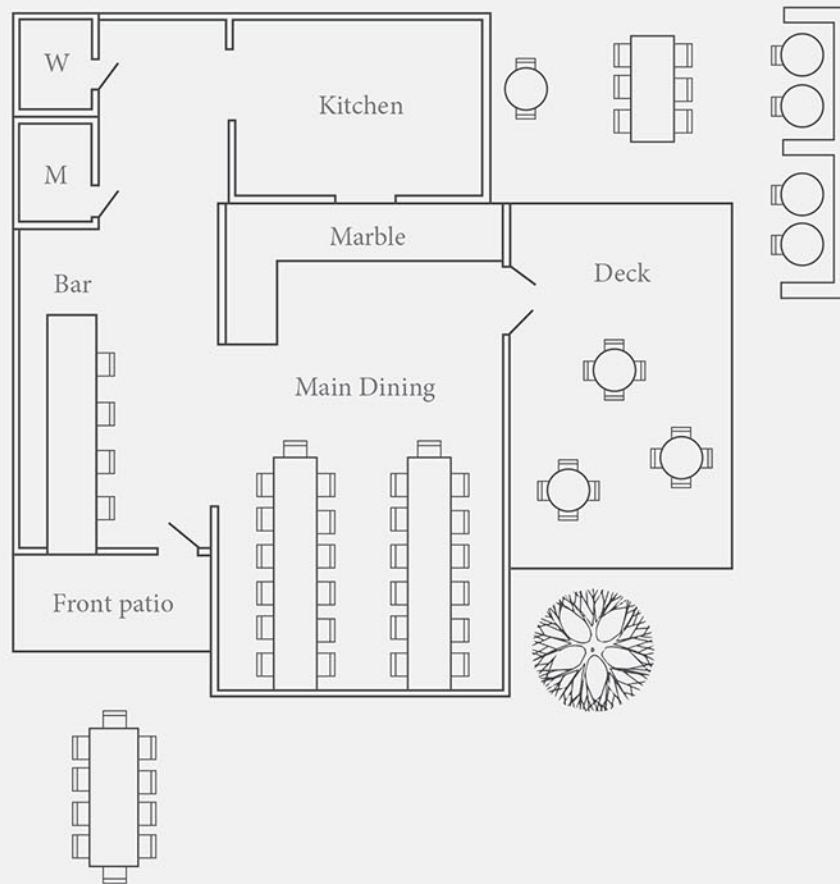 W
Kitchen
M
Marble
Bar
Deck
Main Dining
Front patio